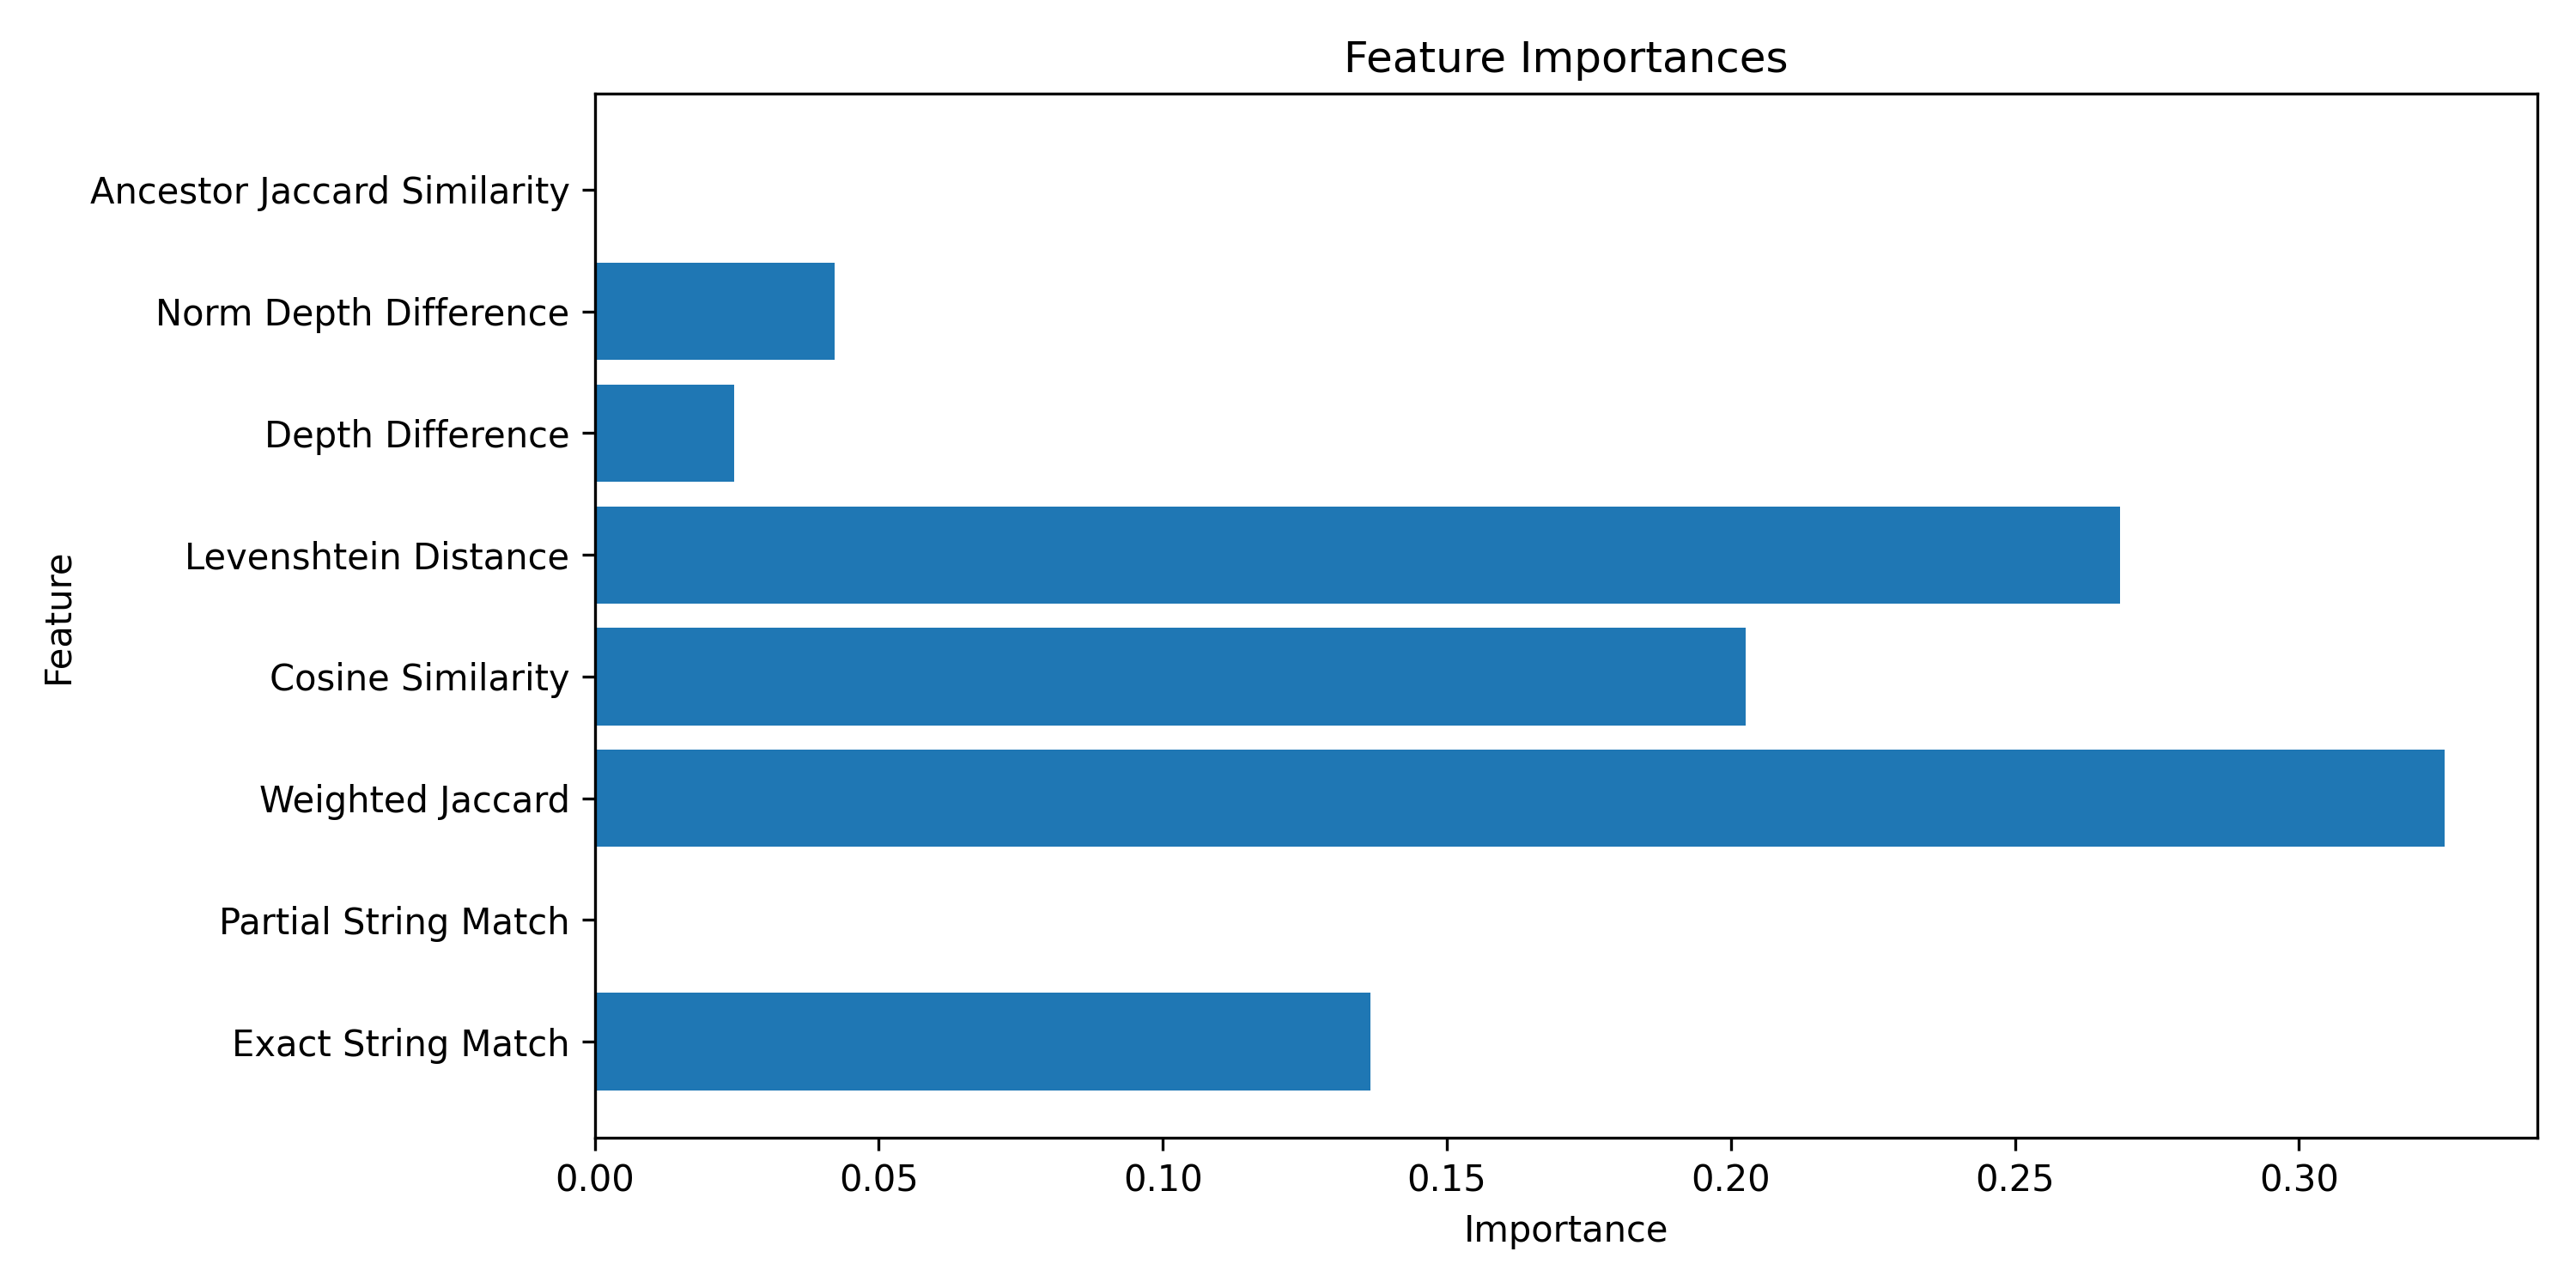 Feature Importances
Ancestor Jaccard Similarity
Norm Depth Difference
Depth Difference
Levenshtein Distance
Cosine Similarity
Weighted Jaccard
Partial String Match
Exact String Match
Feature
0.00 0.05 0.10 0.15 0.20 0.25 0.30
Importance